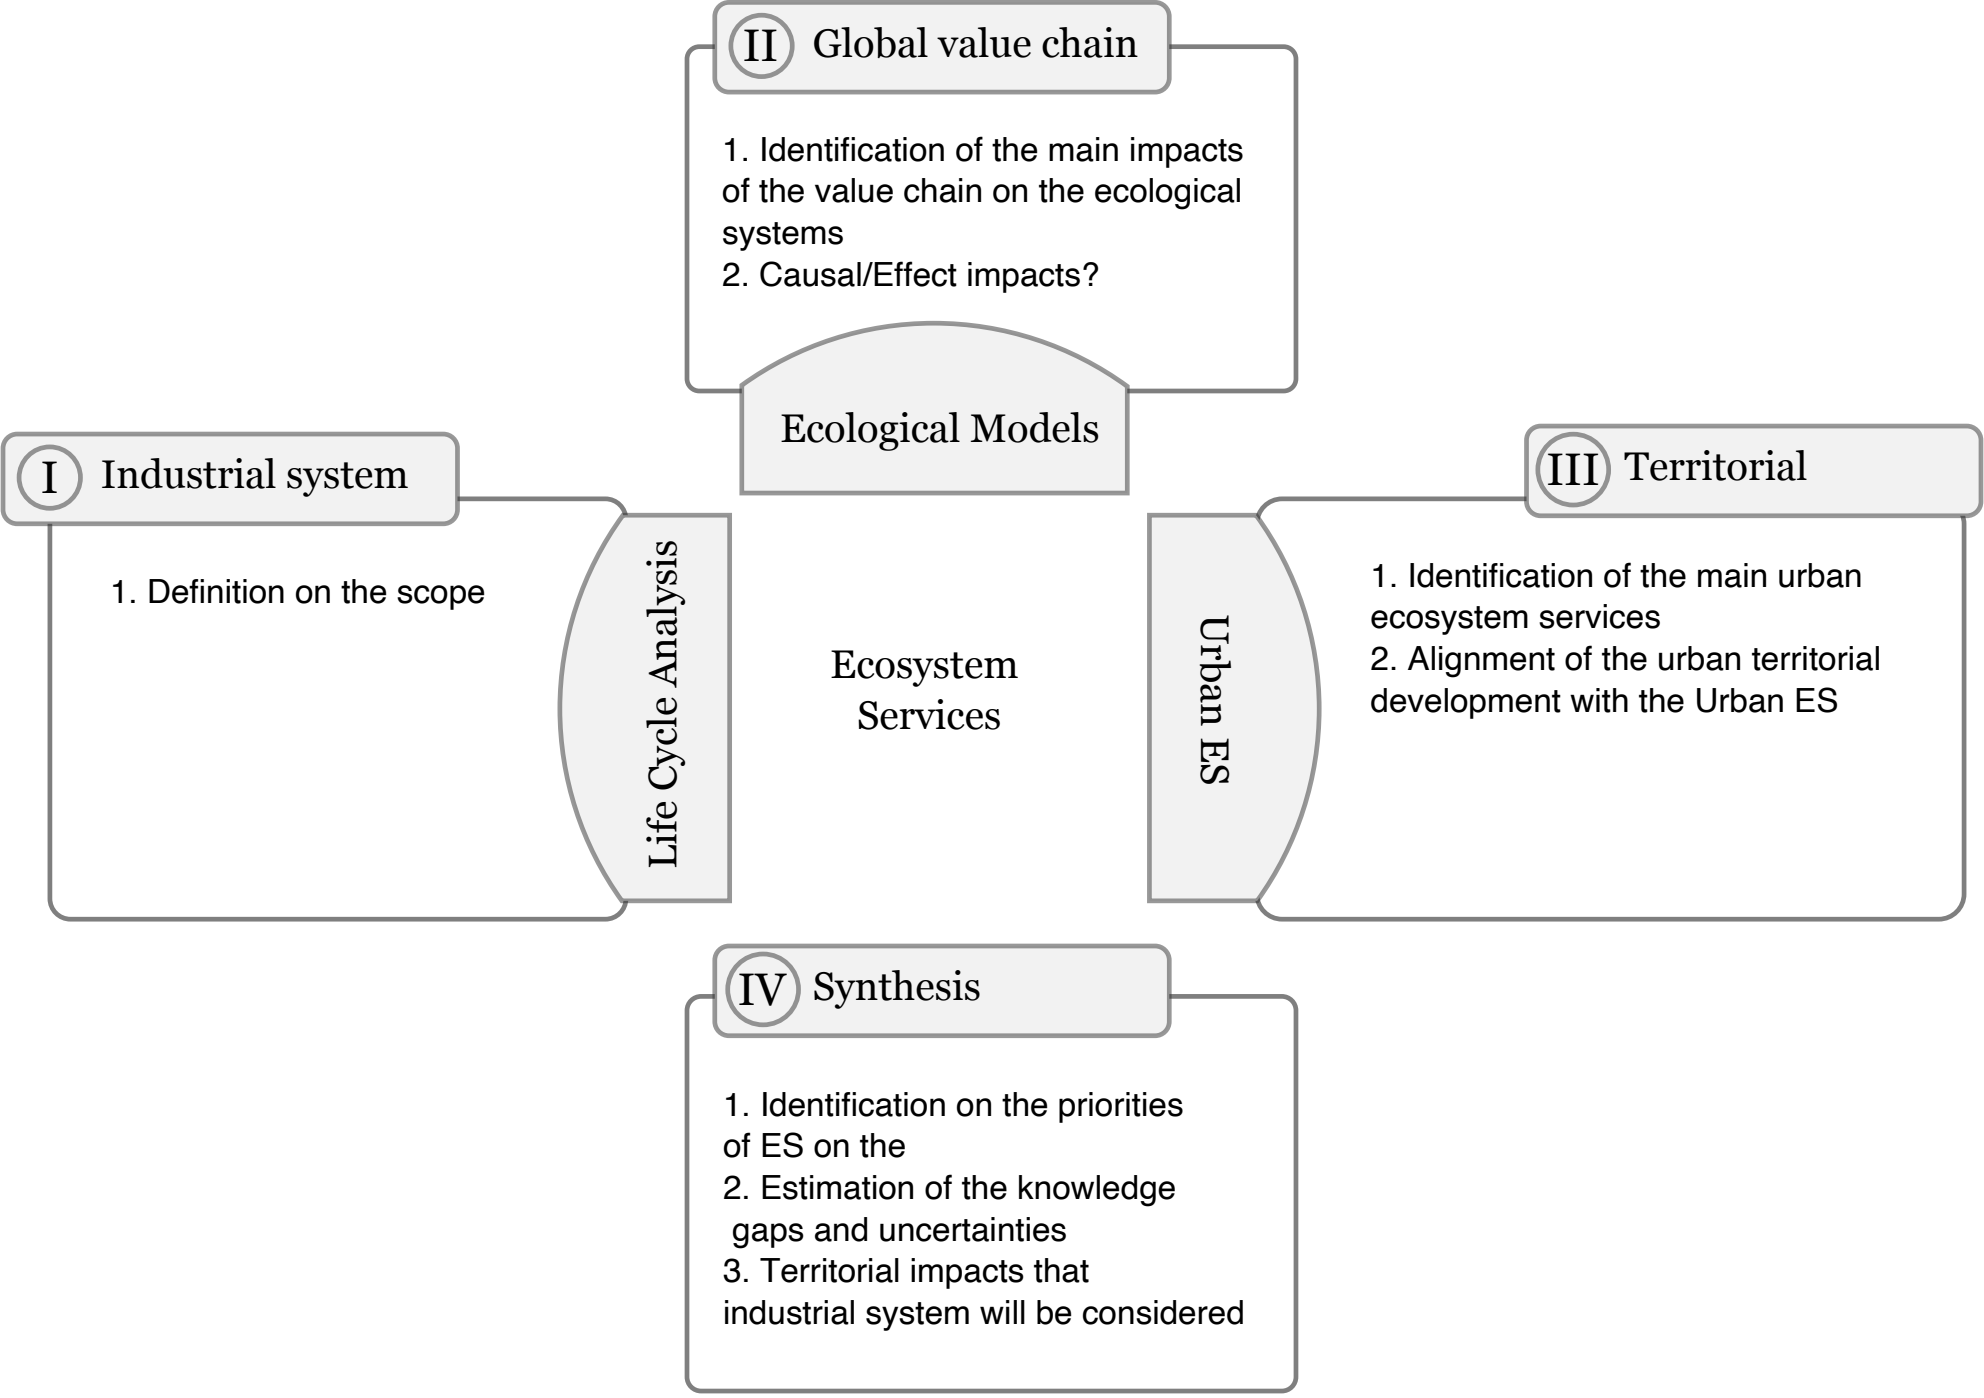 II Global value chain
1. Identification of the main impacts
of the value chain on the ecological
systems
2. Causal/Effect impacts?
Ecological Models
I Industrial system
1. Definition on the scope
Life Cycle Analysis
Ecosystem
Services
Urban ES
III Territorial
1. Identification of the main urban
ecosystem services
2. Alignment of the urban territorial
development with the Urban ES
IV Synthesis
1. Identification on the priorities
of ES on the
2. Estimation of the knowledge
gaps and uncertainties
3. Territorial impacts that
industrial system will be considered